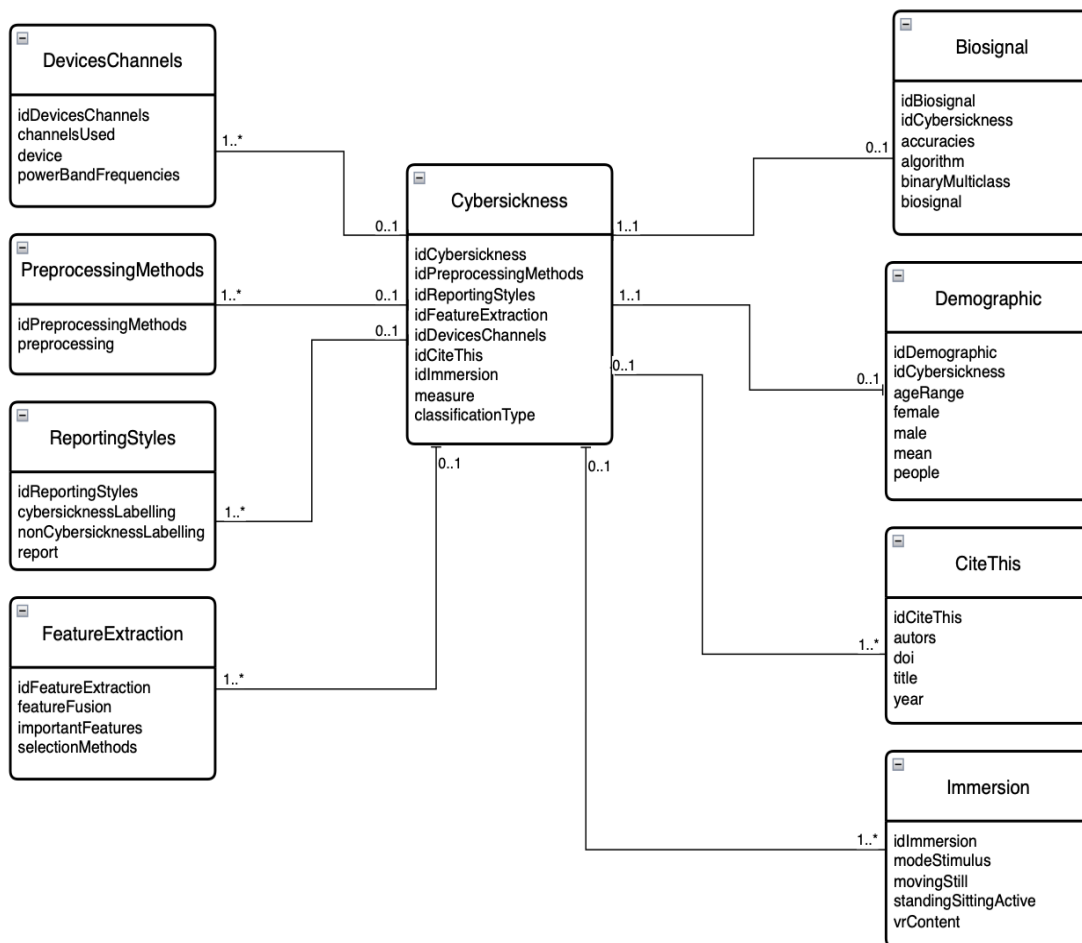 DevicesChannels
idDevicesChannels
channelsUsed
device
powerBandFrequencies
1..*
PreprocessingMethods
idPreprocessingMethods
preprocessing
1..*
ReportingStyles
idReportingStyles
cybersicknessLabelling
nonCybersicknessLabelling
report
1..*
FeatureExtraction
idFeatureExtraction
featureFusion
importantFeatures
selectionMethods
1..*
Cybersickness
idCybersickness
idPreprocessingMethods
idReportingStyles
idFeatureExtraction
idDevicesChannels
idCiteThis
idImmersion
measure
classificationType
0..1
0..1
0..1
0..1
0..1
1..1
1..1
0..1
Biosignal
idBiosignal
idCybersickness
accuracies
algorithm
binaryMulticlass
biosignal
0..1
Demographic
idDemographic
idCybersickness
ageRange
female
male
mean
people
0..1
CiteThis
idCiteThis
autors
doi
title
year
1..*
Immersion
idImmersion
modeStimulus
movingStill
standingSittingActive
vrContent
1..*